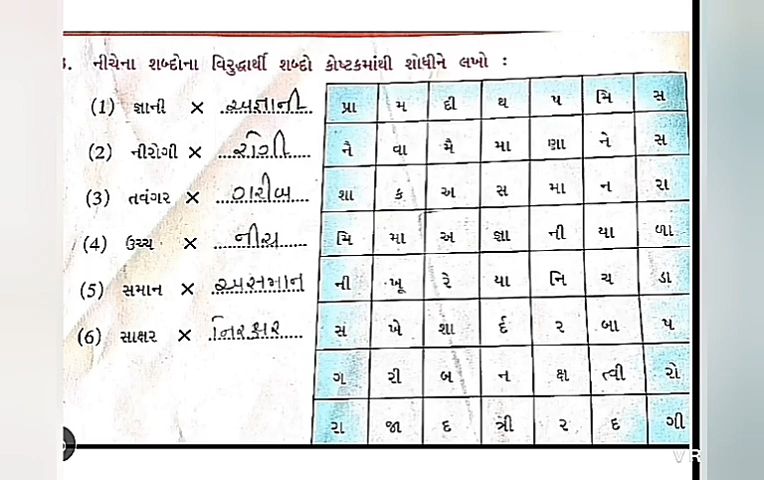 3. નીચેના શબ્દોના વિરુદ્ધાર્થી શબ્દો કોષ્ટકમાંથી શોધીને લખો :
(1) જ્ઞાની × અજ્ઞાની
(2) નીરોગી × રોગી
(3) તવંગર × ગરીબ
(4) ઉચ્ચ × નીચ
(5) સમાન × અસમાન
(6) સાક્ષર × નિરક્ષર
પ્રા મ દી થ પ મિ સ
નૈ વા મૈ મા ણા ને સ
શા ક અ સ મા ન રા
મિ મા અ જ્ઞા ની યા ળા
ની ખૂ રે યા નિ ચ ડા
સ ખે શા ર્દ ર બા પ
ગ રી બ ન ક્ષ ત્વી રો
રા જા દ ત્રી ર દ ગી